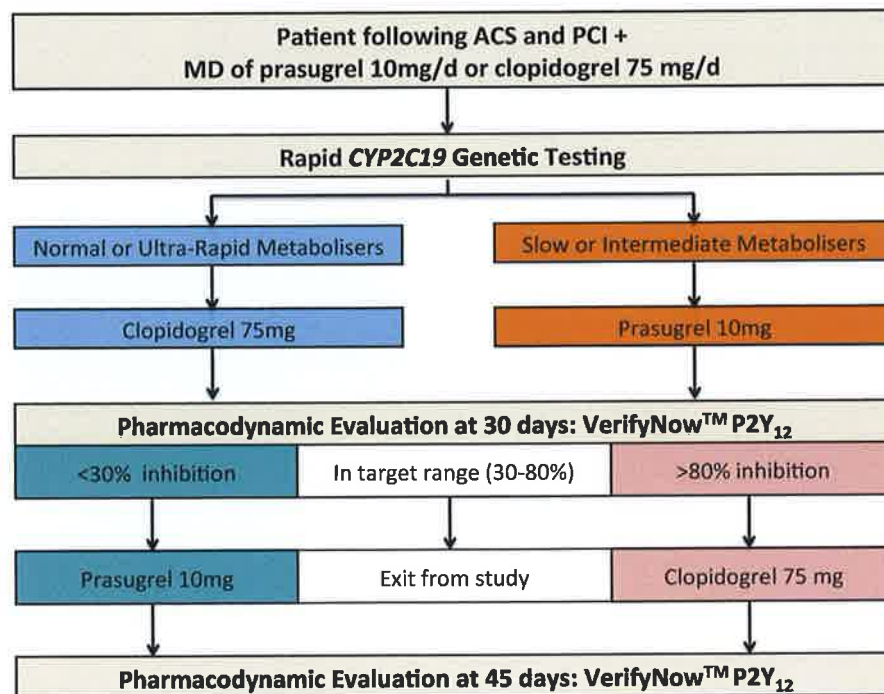 Patient following ACS and PCI +
MD of prasugrel 10mg/d or clopidogrel 75 mg/d
Rapid CYP2C19 Genetic Testing
Normal or Ultra-Rapid Metabolisers
Slow or Intermediate Metabolisers
Clopidogrel 75mg
Prasugrel 10mg
Pharmacodynamic Evaluation at 30 days: VerifyNow™ P2Y₁₂
<30% inhibition
In target range (30-80%)
>80% inhibition
Prasugrel 10mg
Exit from study
Clopidogrel 75 mg
Pharmacodynamic Evaluation at 45 days: VerifyNow™ P2Y₁₂